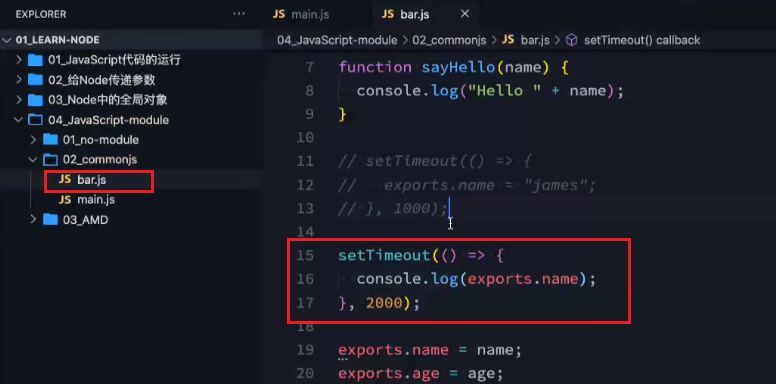 EXPLORER
···
JS main.js
JS bar.js ×
01_LEARN-NODE
01_JavaScript代码的运行
02_给Node传递参数
03_Node中的全局对象
04_JavaScript-module
01_no-module
02_commonjs
JS bar.js
JS main.js
03_AMD
04_JavaScript-module > 02_commonjs > JS bar.js > setTimeout() callback
7 function sayHello(name) {
8 console.log("Hello " + name);
9 }
10
11 // setTimeout(() => {
12 // exports.name = "james";
13 // }, 1000);
14
15 setTimeout(() => {
16 console.log(exports.name);
17 }, 2000);
18
19 exports.name = name;
20 exports.age = age;